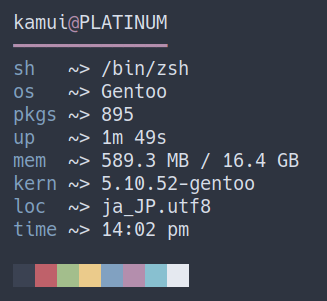 kamui@PLATINUM
sh ~> /bin/zsh
os ~> Gentoo
pkgs ~> 895
up ~> 1m 49s
mem ~> 589.3 MB / 16.4 GB
kern ~> 5.10.52-gentoo
loc ~> ja_JP.utf8
time ~> 14:02 pm